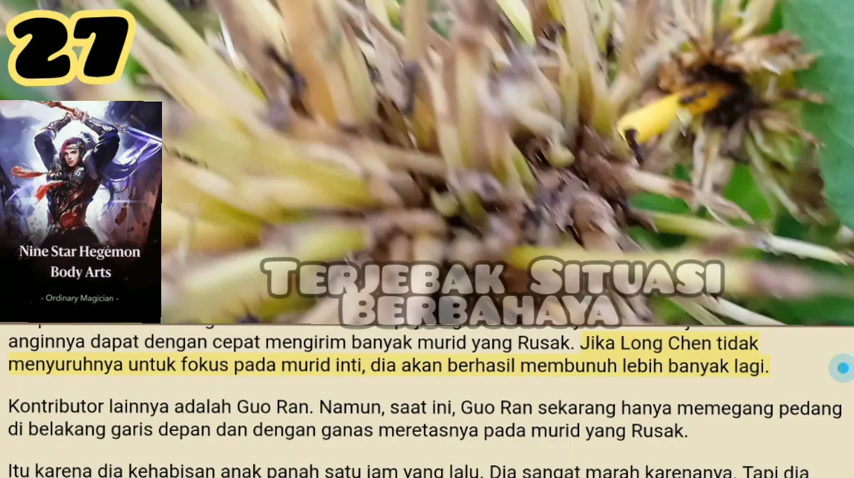 27
Nine Star Hegemon
Body Arts
- Ordinary Magician -
TERJEBAK SITUASI
BERBAHAYA
anginnya dapat dengan cepat mengirim banyak murid yang Rusak. Jika Long Chen tidak
menyuruhnya untuk fokus pada murid inti, dia akan berhasil membunuh lebih banyak lagi.
Kontributor lainnya adalah Guo Ran. Namun, saat ini, Guo Ran sekarang hanya memegang pedang
di belakang garis depan dan dengan ganas meretasnya pada murid yang Rusak.
Itu karena dia kehabisan anak panah satu jam yang lalu. Dia sangat marah karenanya. Tapi dia